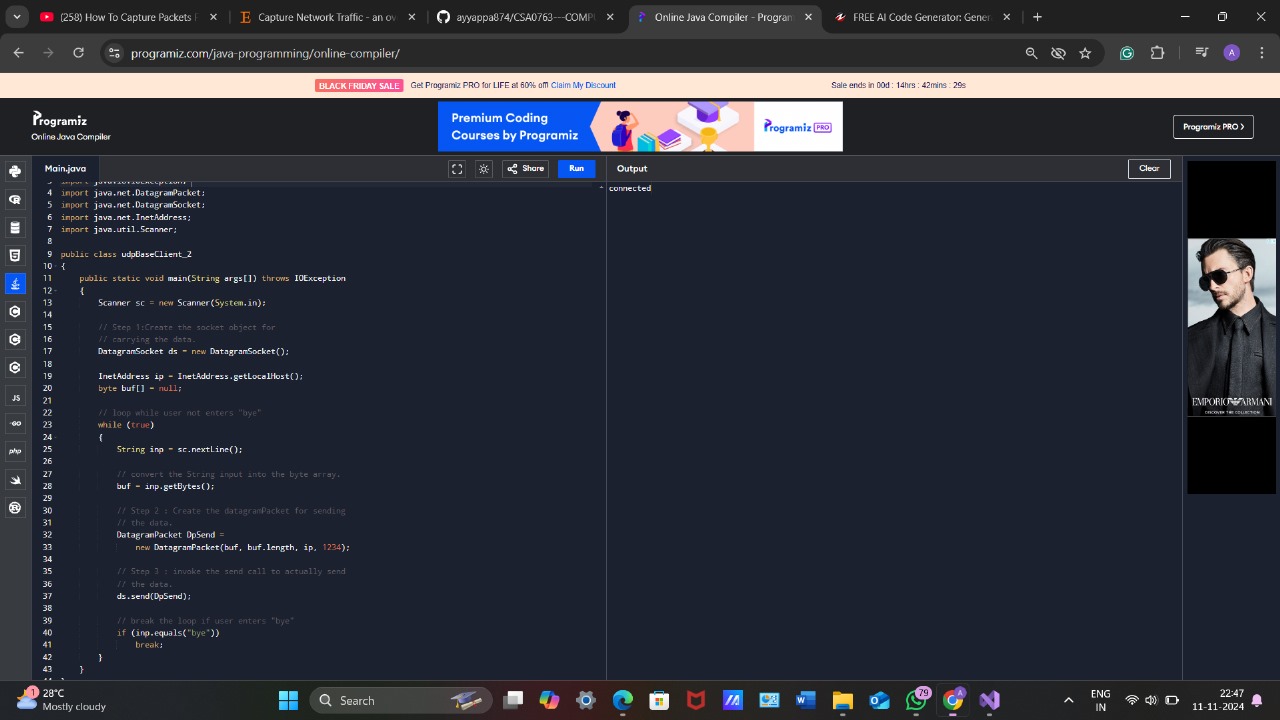 (258) How To Capture Packets F
Capture Network Traffic - an ov
ayyappa874/CSA0763---COMPU
Online Java Compiler - Program
FREE AI Code Generator: Gener
programiz.com/java-programming/online-compiler/
A
BLACK FRIDAY SALE Get Programiz PRO for LIFE at 60% off! Claim My Discount
Sale ends in 00d : 14hrs : 42mins : 29s
Programiz
Online Java Compiler
Premium Coding
Courses by Programiz
Programiz PRO
Programiz PRO
Main.java
Share
Run
Output
Clear
3 import java.io.IOException;
4 import java.net.DatagramPacket;
5 import java.net.DatagramSocket;
6 import java.net.InetAddress;
7 import java.util.Scanner;
8
9 public class udpBaseClient_2
10 {
11 public static void main(String args[]) throws IOException
12 {
13 Scanner sc = new Scanner(System.in);
14
15 // Step 1:Create the socket object for
16 // carrying the data.
17 DatagramSocket ds = new DatagramSocket();
18
19 InetAddress ip = InetAddress.getLocalHost();
20 byte buf[] = null;
21
22 // loop while user not enters "bye"
23 while (true)
24 {
25 String inp = sc.nextLine();
26
27 // convert the String input into the byte array.
28 buf = inp.getBytes();
29
30 // Step 2 : Create the datagramPacket for sending
31 // the data.
32 DatagramPacket DpSend =
33 new DatagramPacket(buf, buf.length, ip, 1234);
34
35 // Step 3 : invoke the send call to actually send
36 // the data.
37 ds.send(DpSend);
38
39 // break the loop if user enters "bye"
40 if (inp.equals("bye"))
41 break;
42 }
43 }
connected
JS
GO
php
EMPORIO ARMANI
DISCOVER THE COLLECTION
1
28°C
Mostly cloudy
Search
79
A
ENG
IN
22:47
11-11-2024